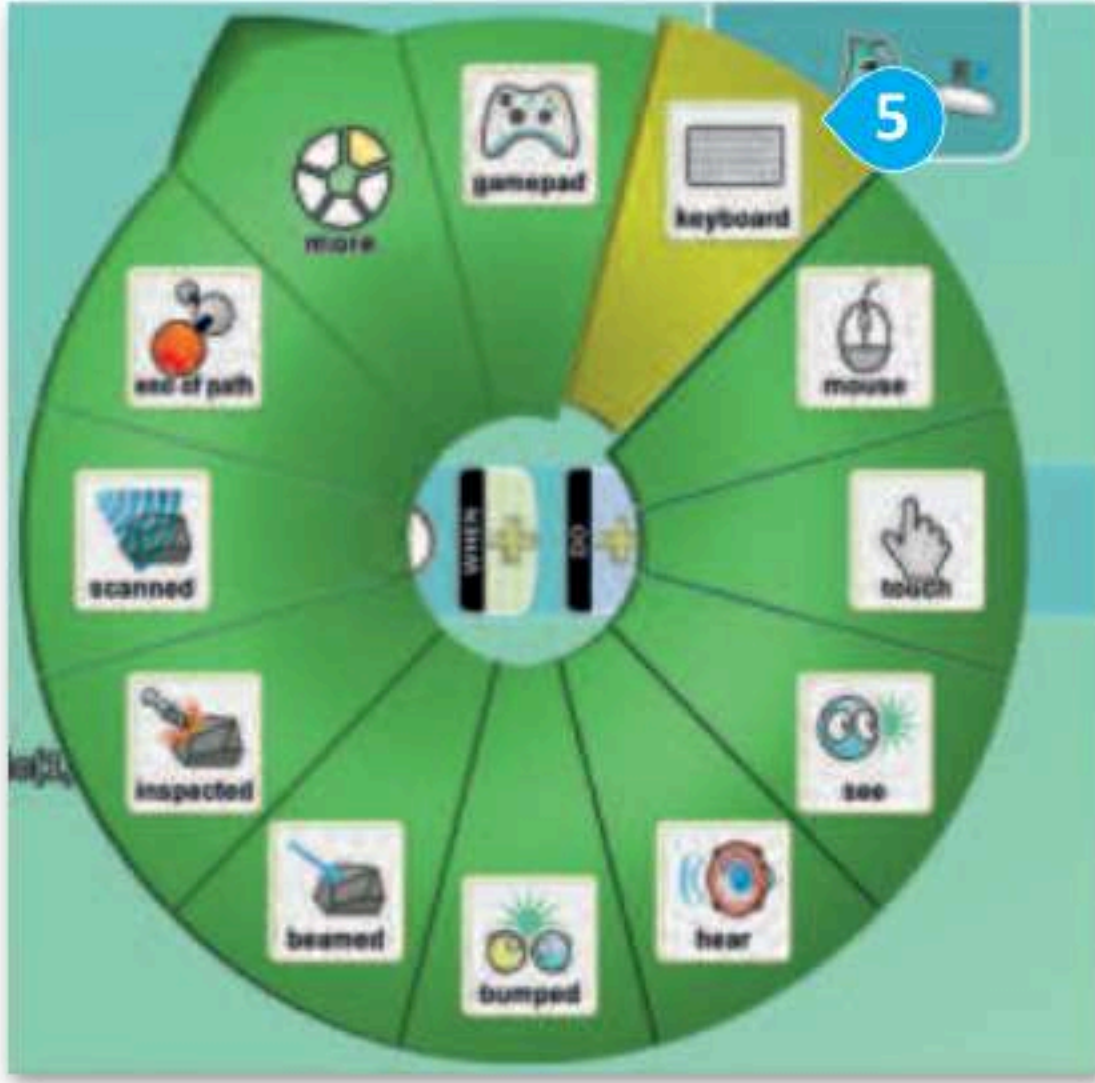 gamepad
keyboard
5
more
mouse
end of path
WHEN
DO
touch
scanned
see
inspected
hear
beamed
bumped